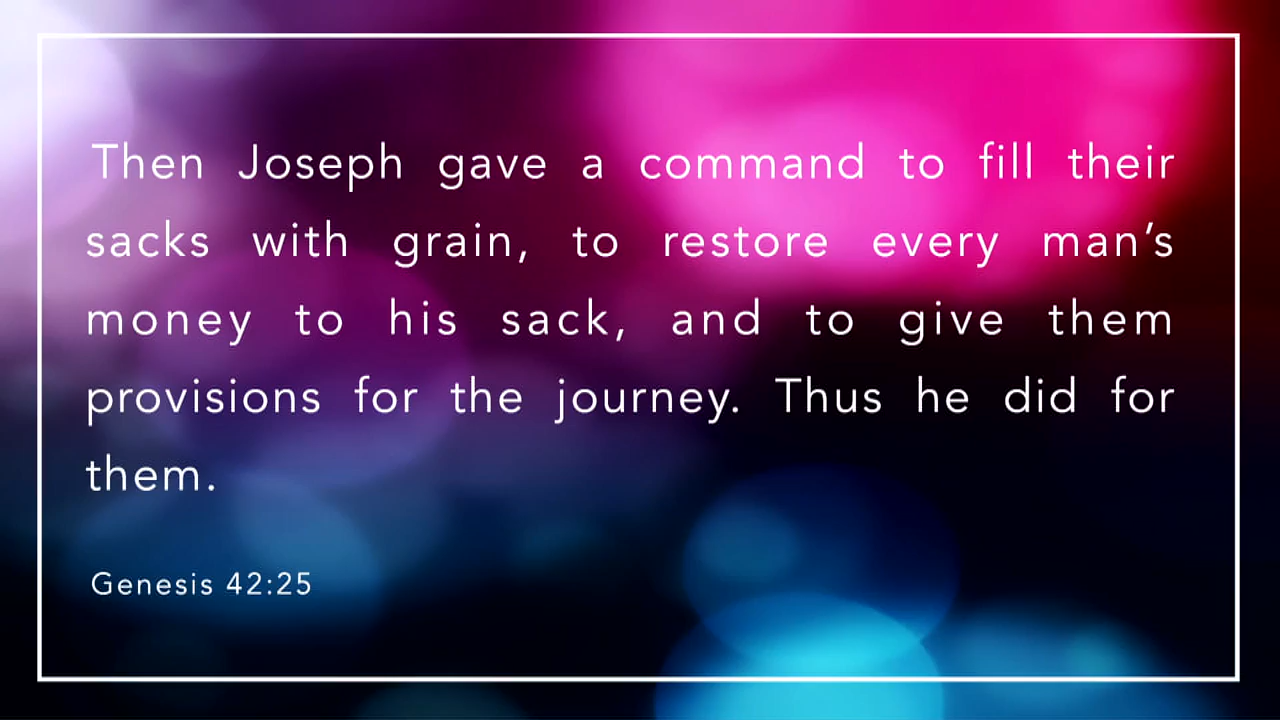 Then Joseph gave a command to fill their
sacks with grain, to restore every man’s
money to his sack, and to give them
provisions for the journey. Thus he did for
them.
Genesis 42:25